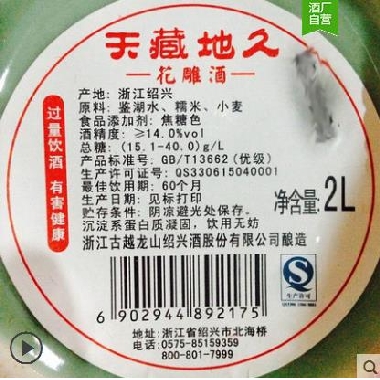 酒厂
自营
天藏地久
花雕酒
产地: 浙江绍兴
原料: 鉴湖水、糯米、小麦
食品添加剂: 焦糖色
酒精度: ≥14.0%vol
总糖: (15.1-40.0)g/L
产品标准号: GB/T13662(优级)
生产许可证号: QS330615040001
最佳饮用期: 60个月
生产日期: 见标打印
贮存条件: 阴凉避光处保存。
沉淀系蛋白质凝固, 饮用无妨
浙江古越龙山绍兴酒股份有限公司酿造
过量饮酒 有害健康
净含量: 2L
QS
生产许可
6 902944 892175
地址: 浙江省绍兴市北海桥
电话: 0575-85159359
800-801-7999